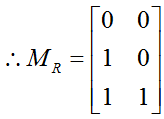 ∴ M_R = [0 0
1 0
1 1]